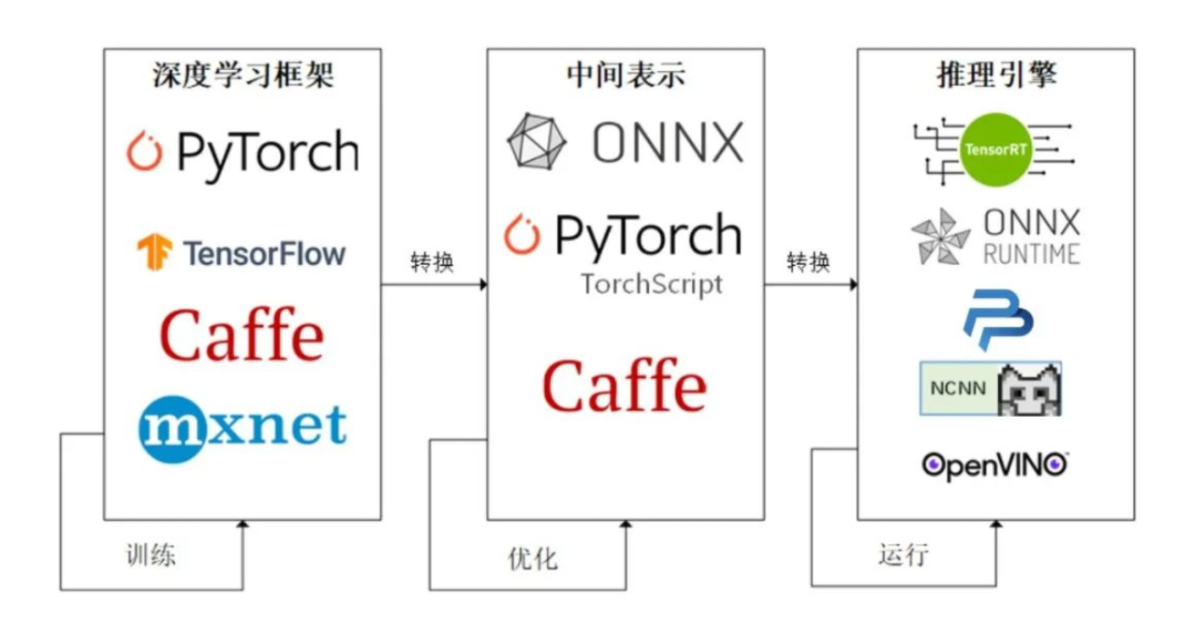 深度学习框架
PyTorch
TensorFlow
Caffe
mxnet
训练
转换
中间表示
ONNX
PyTorch
TorchScript
Caffe
优化
转换
推理引擎
TensorRT
ONNX
RUNTIME
NCNN
OpenVINO
运行